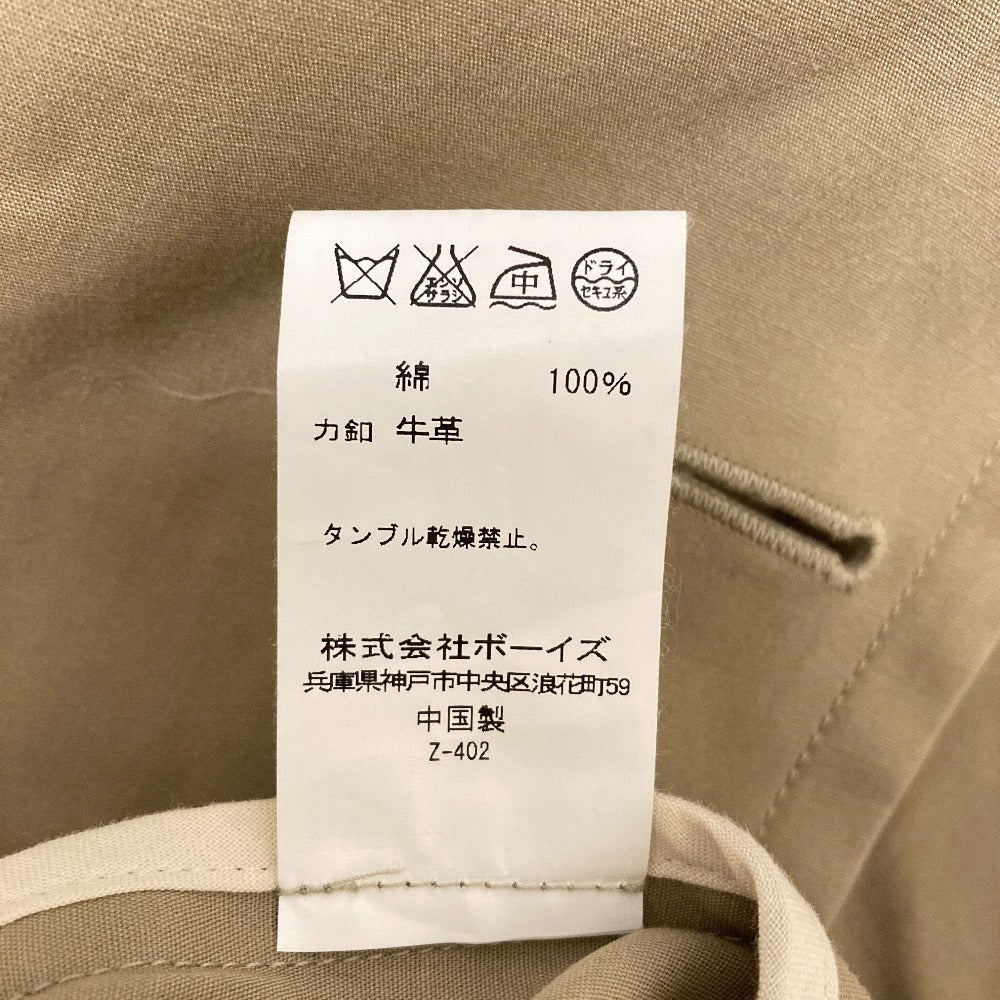 エンソサラシ 中 ドライセキユ系
綿 100%
力釦 牛革
タンブル乾燥禁止。
株式会社ボーイズ
兵庫県神戸市中央区浪花町59
中国製
Z-402